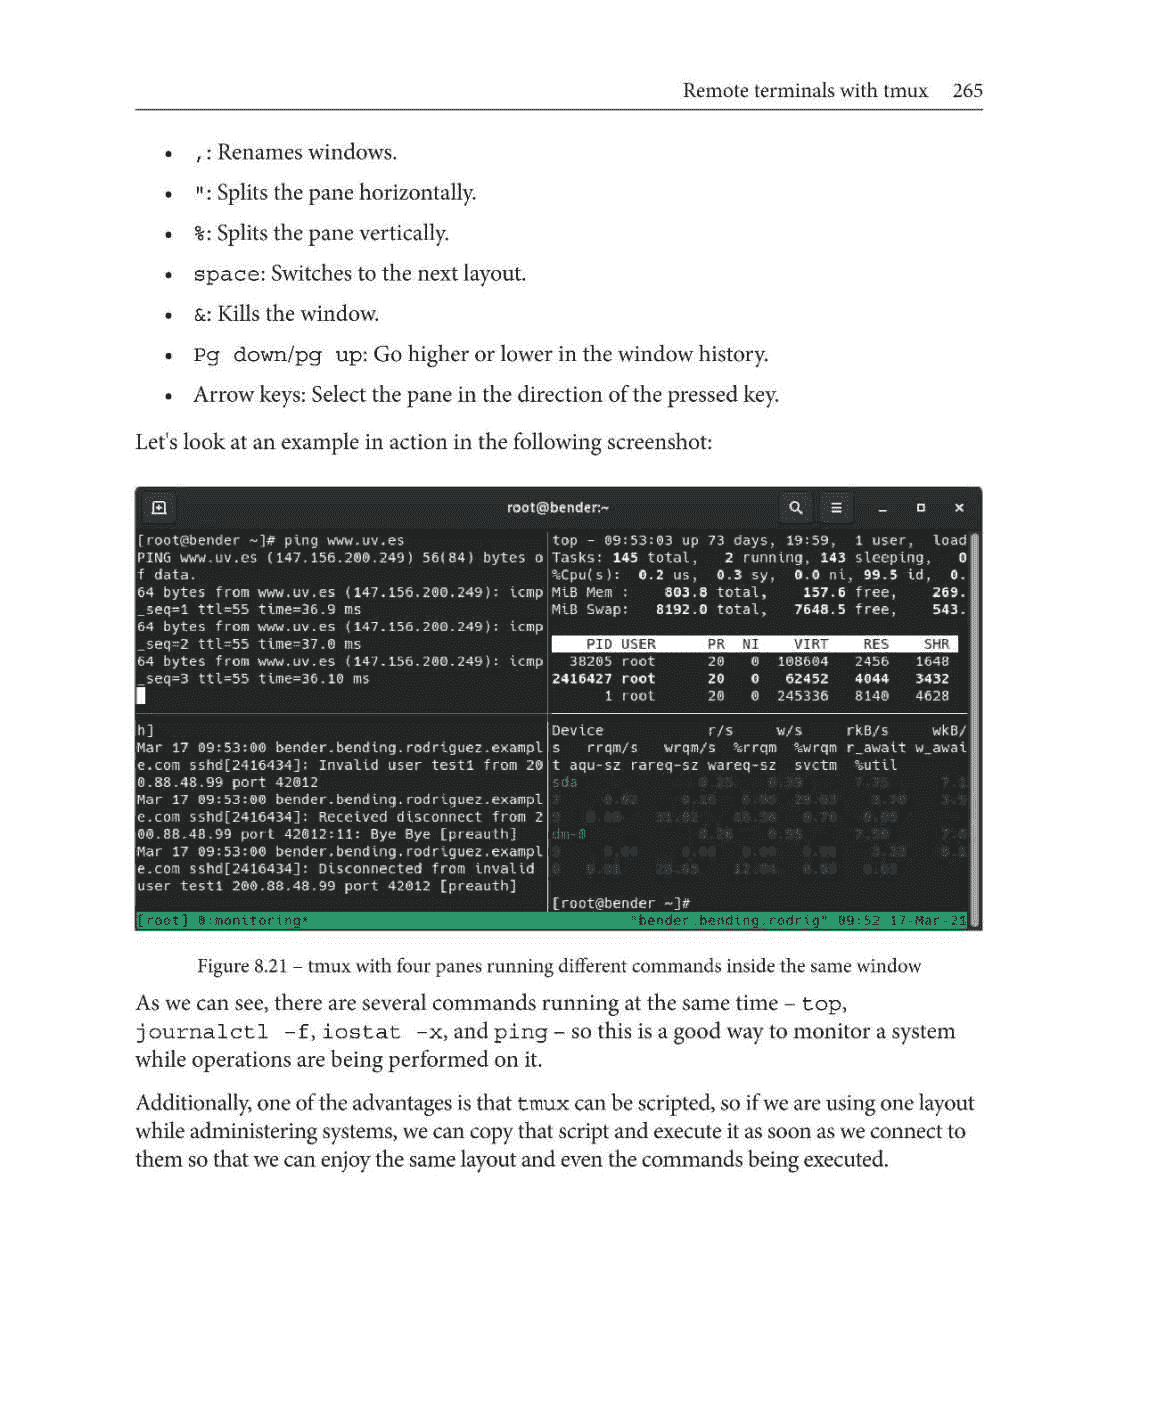 Remote terminals with tmux 265
• ,: Renames windows.
• ": Splits the pane horizontally.
• %: Splits the pane vertically.
• space: Switches to the next layout.
• &: Kills the window.
• Pg down/pg up: Go higher or lower in the window history.
• Arrow keys: Select the pane in the direction of the pressed key.
Let's look at an example in action in the following screenshot:
root@bender:~
[root@bender ~]# ping www.uv.es
PING www.uv.es (147.156.200.249) 56(84) bytes o
f data.
64 bytes from www.uv.es (147.156.200.249): icmp
_seq=1 ttl=55 time=36.9 ms
64 bytes from www.uv.es (147.156.200.249): icmp
_seq=2 ttl=55 time=37.0 ms
64 bytes from www.uv.es (147.156.200.249): icmp
_seq=3 ttl=55 time=36.10 ms
top - 09:53:03 up 73 days, 19:59, 1 user, load
Tasks: 145 total, 2 running, 143 sleeping, 0
%Cpu(s): 0.2 us, 0.3 sy, 0.0 ni, 99.5 id, 0.
MiB Mem : 803.8 total, 157.6 free, 269.
MiB Swap: 8192.0 total, 7648.5 free, 543.
PID USER PR NI VIRT RES SHR
38205 root 20 0 108604 2456 1648
2416427 root 20 0 62452 4044 3432
1 root 20 0 245336 8140 4628
h]
Mar 17 09:53:00 bender.bending.rodriguez.exampl
e.com sshd[2416434]: Invalid user test1 from 20
0.88.48.99 port 42012
Mar 17 09:53:00 bender.bending.rodriguez.exampl
e.com sshd[2416434]: Received disconnect from 2
00.88.48.99 port 42012:11: Bye Bye [preauth]
Mar 17 09:53:00 bender.bending.rodriguez.exampl
e.com sshd[2416434]: Disconnected from invalid
user test1 200.88.48.99 port 42012 [preauth]
Device r/s w/s rkB/s wkB/
s rrqm/s wrqm/s %rrqm %wrqm r_await w_awai
t aqu-sz rareq-sz wareq-sz svctm %util
sda
dm-0
[root@bender ~]#
[root] 0:monitoring* "bender.bending.rodrig" 09:52 17-Mar-21
Figure 8.21 – tmux with four panes running different commands inside the same window
As we can see, there are several commands running at the same time – top,
journalctl -f, iostat -x, and ping – so this is a good way to monitor a system
while operations are being performed on it.
Additionally, one of the advantages is that tmux can be scripted, so if we are using one layout
while administering systems, we can copy that script and execute it as soon as we connect to
them so that we can enjoy the same layout and even the commands being executed.